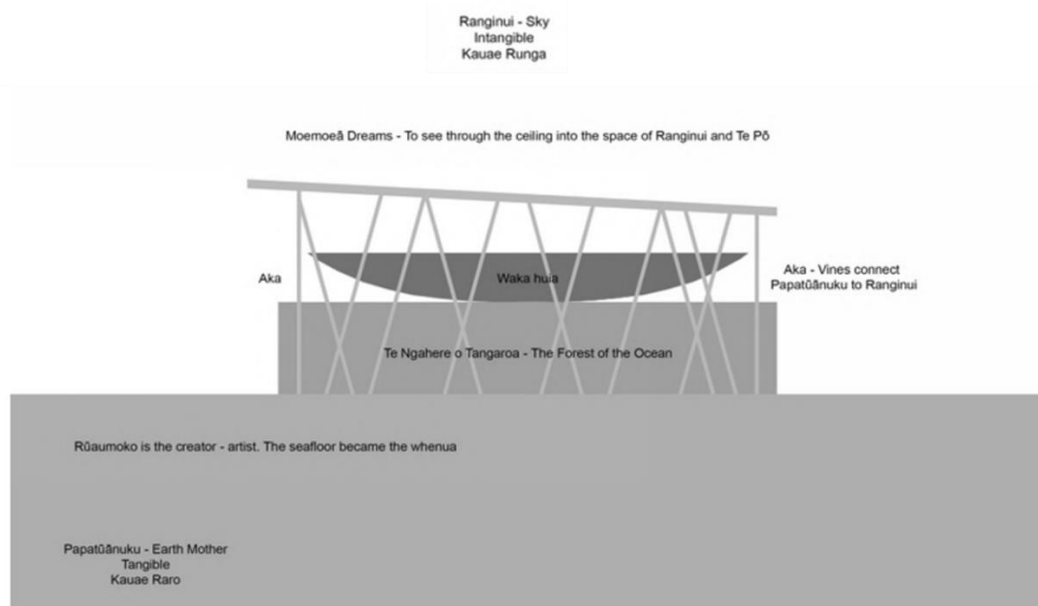 Ranginui - Sky
Intangible
Kauae Runga
Moemoeā Dreams - To see through the ceiling into the space of Ranginui and Te Pō
Aka
Waka huia
Aka - Vines connect
Papatūānuku to Ranginui
Te Ngahere o Tangaroa - The Forest of the Ocean
Rūaumoko is the creator - artist. The seafloor became the whenua
Papatūānuku - Earth Mother
Tangible
Kauae Raro